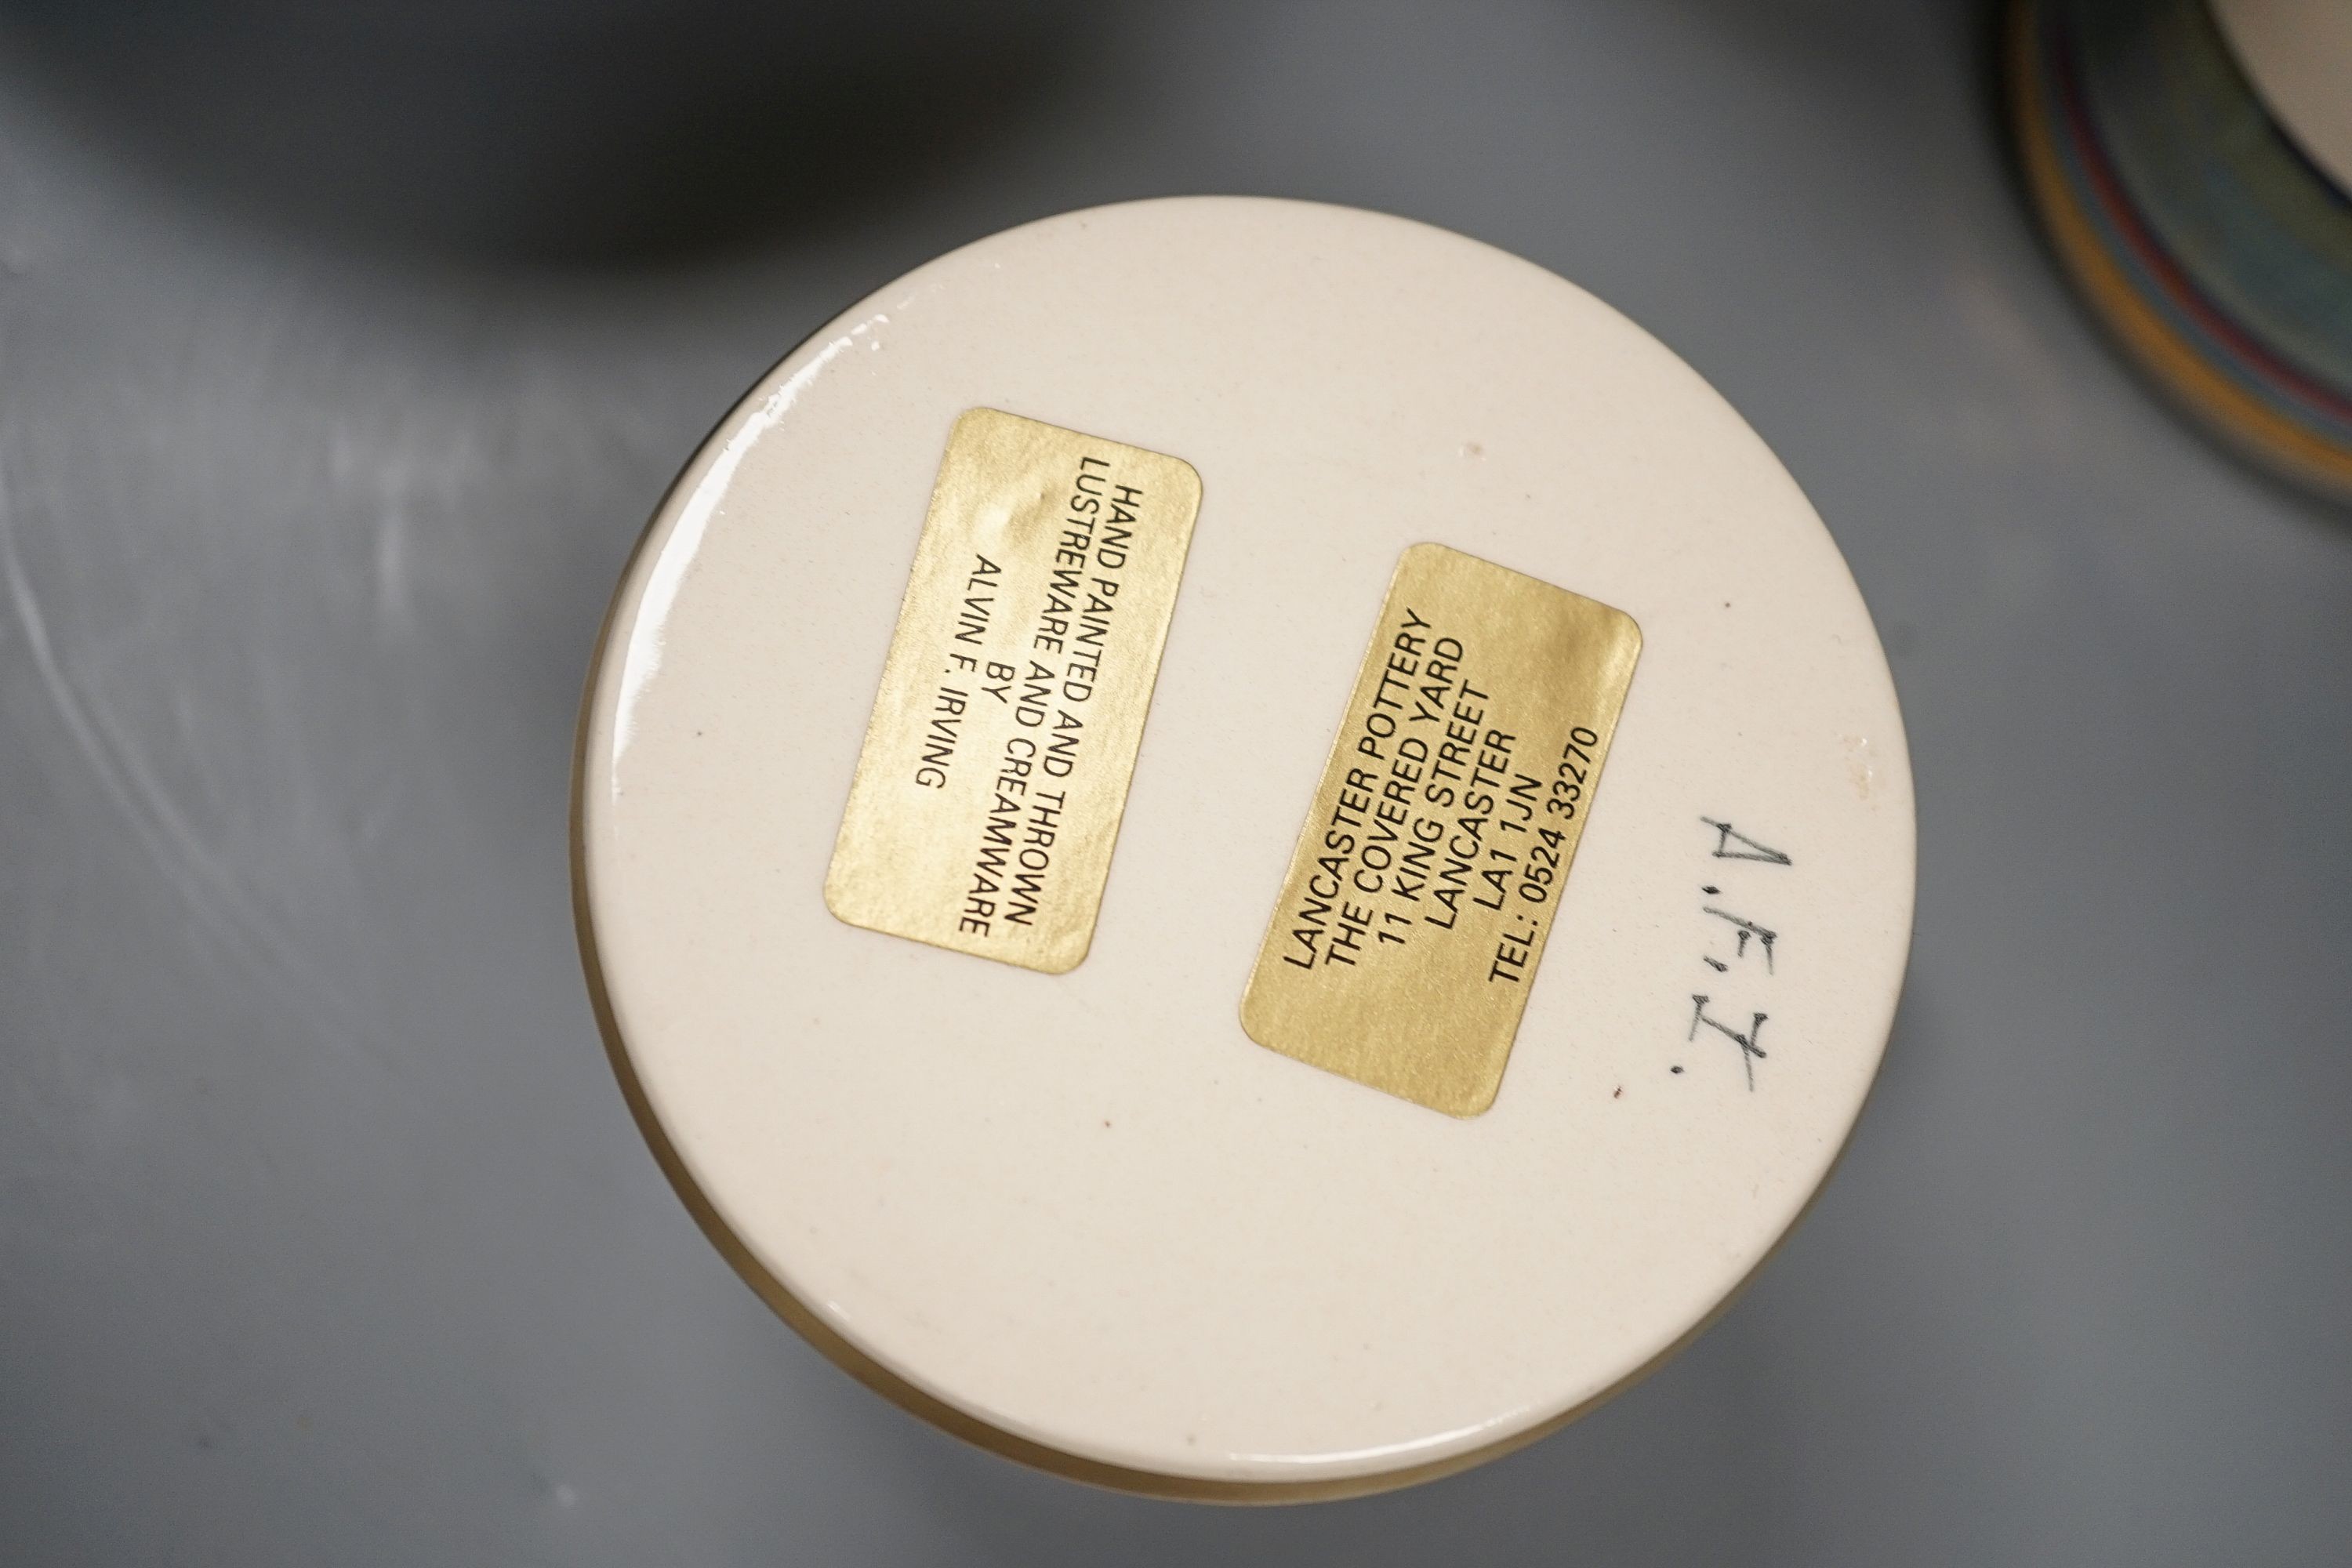 HAND PAINTED AND THROWN
LUSTREWARE AND CREAMWARE
BY
ALVIN F. IRVING
LANCASTER POTTERY
THE COVERED YARD
11 KING STREET
LANCASTER
LA1 1JN
TEL: 0524 33270
A.F.I.